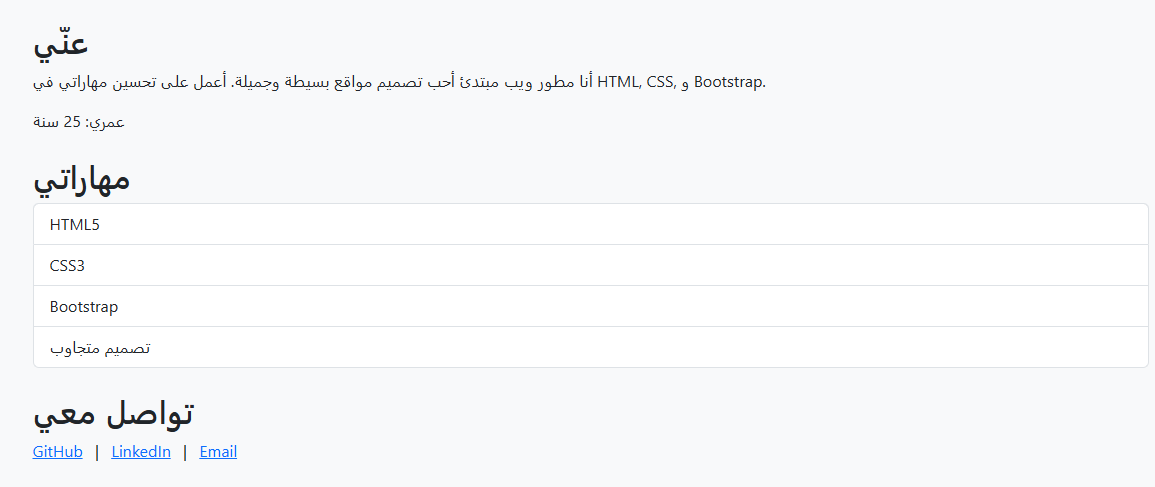 عنّي
أنا مطور ويب مبتدئ أحب تصميم مواقع بسيطة وجميلة. أعمل على تحسين مهاراتي في HTML, CSS, و Bootstrap.
عمري: 25 سنة
مهاراتي
HTML5
CSS3
Bootstrap
تصميم متجاوب
تواصل معي
GitHub | LinkedIn | Email